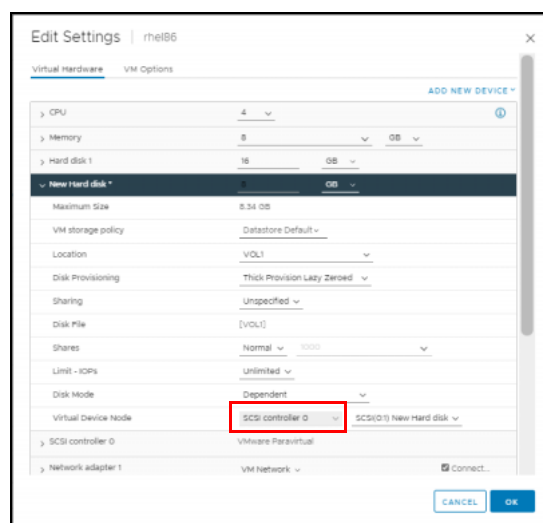 Edit Settings | rhel86
Virtual Hardware VM Options
ADD NEW DEVICE
CPU 4
Memory 8 GB
Hard disk 1 16 GB
New Hard disk * GB
Maximum Size 8.34 GB
VM storage policy Datastore Default
Location VOL1
Disk Provisioning Thick Provision Lazy Zeroed
Sharing Unspecified
Disk File [VOL1]
Shares Normal 1000
Limit - IOPs Unlimited
Disk Mode Dependent
Virtual Device Node SCSI controller 0 SCSI(0:1) New Hard disk
SCSI controller 0 VMware Paravirtual
Network adapter 1 VM Network Connect...
CANCEL OK